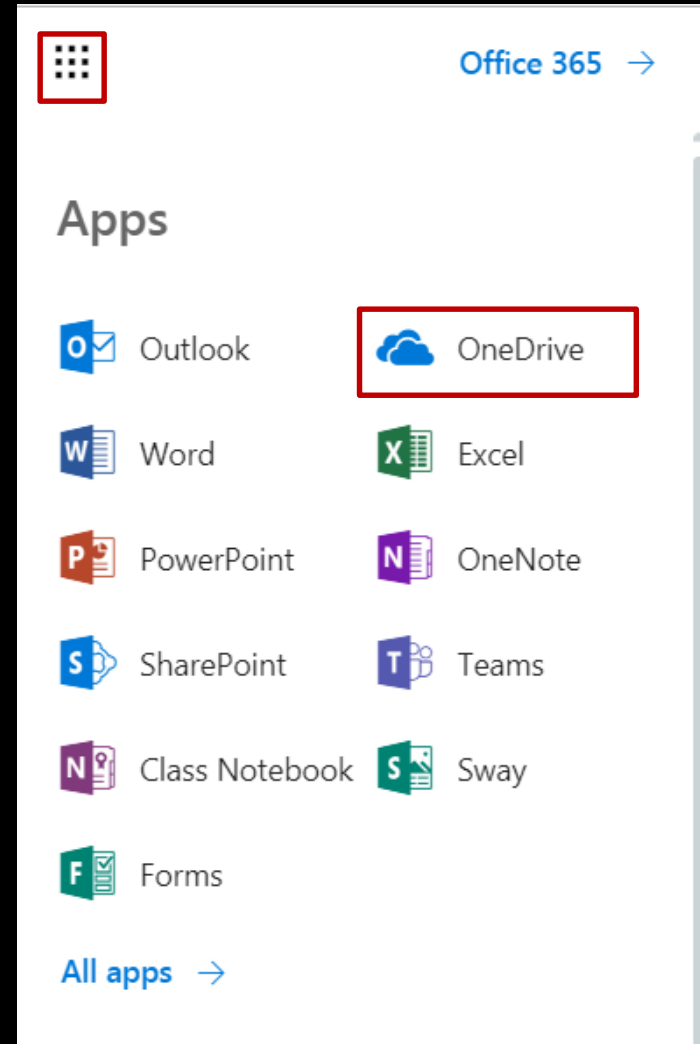 Office 365 →
Apps
Outlook OneDrive
Word Excel
PowerPoint OneNote
SharePoint Teams
Class Notebook Sway
Forms
All apps →